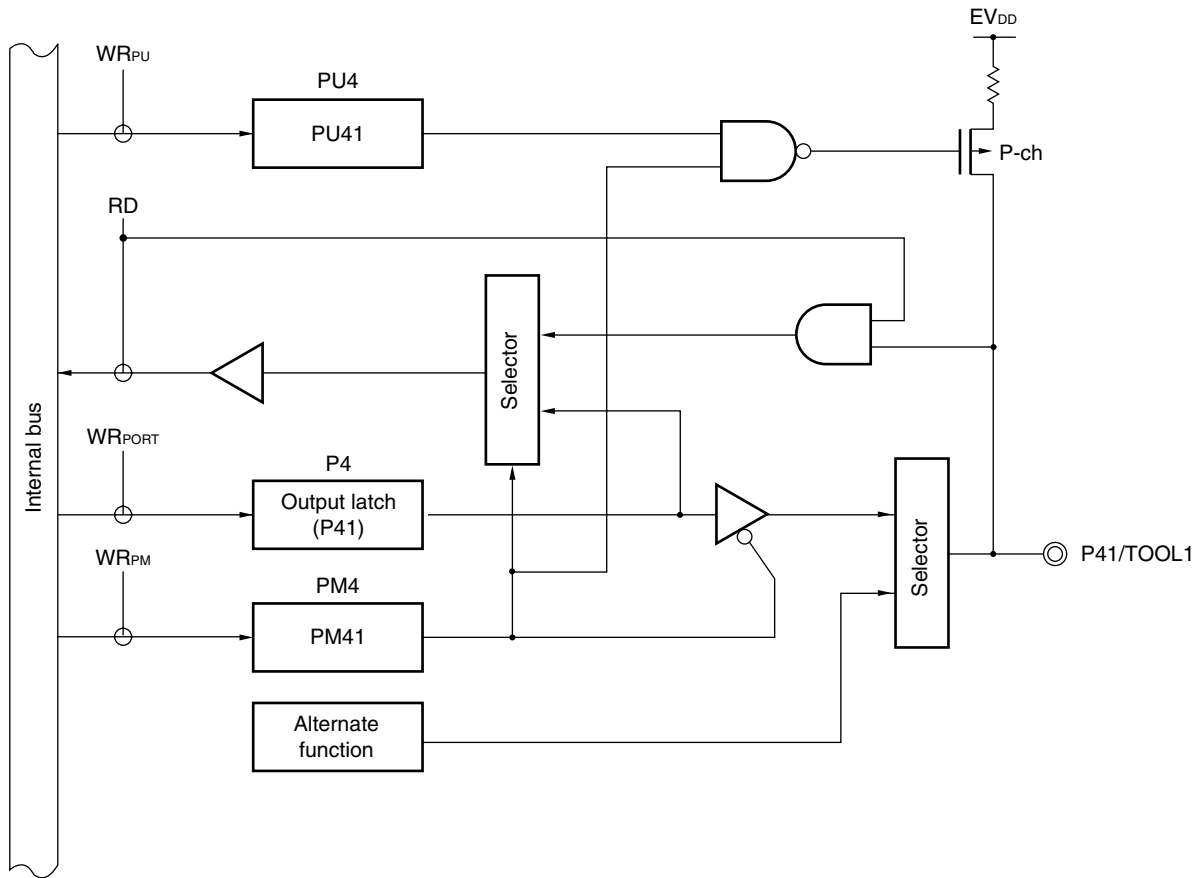 EVDD
WRPU
PU4
PU41
P-ch
RD
Selector
Internal bus
WRPORT
P4
Output latch
(P41)
Selector
P41/TOOL1
WRPM
PM4
PM41
Alternate
function